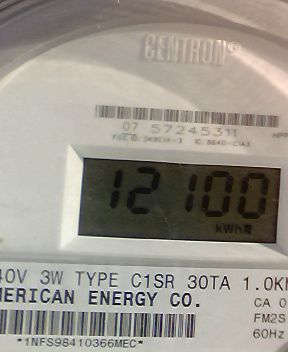 CENTRON®
07 57245311
12100
kWh
40V 3W TYPE C1SR 30TA 1.0K
MERICAN ENERGY CO.
CA 0
FM2S
60Hz
*1NFS98410366MEC*